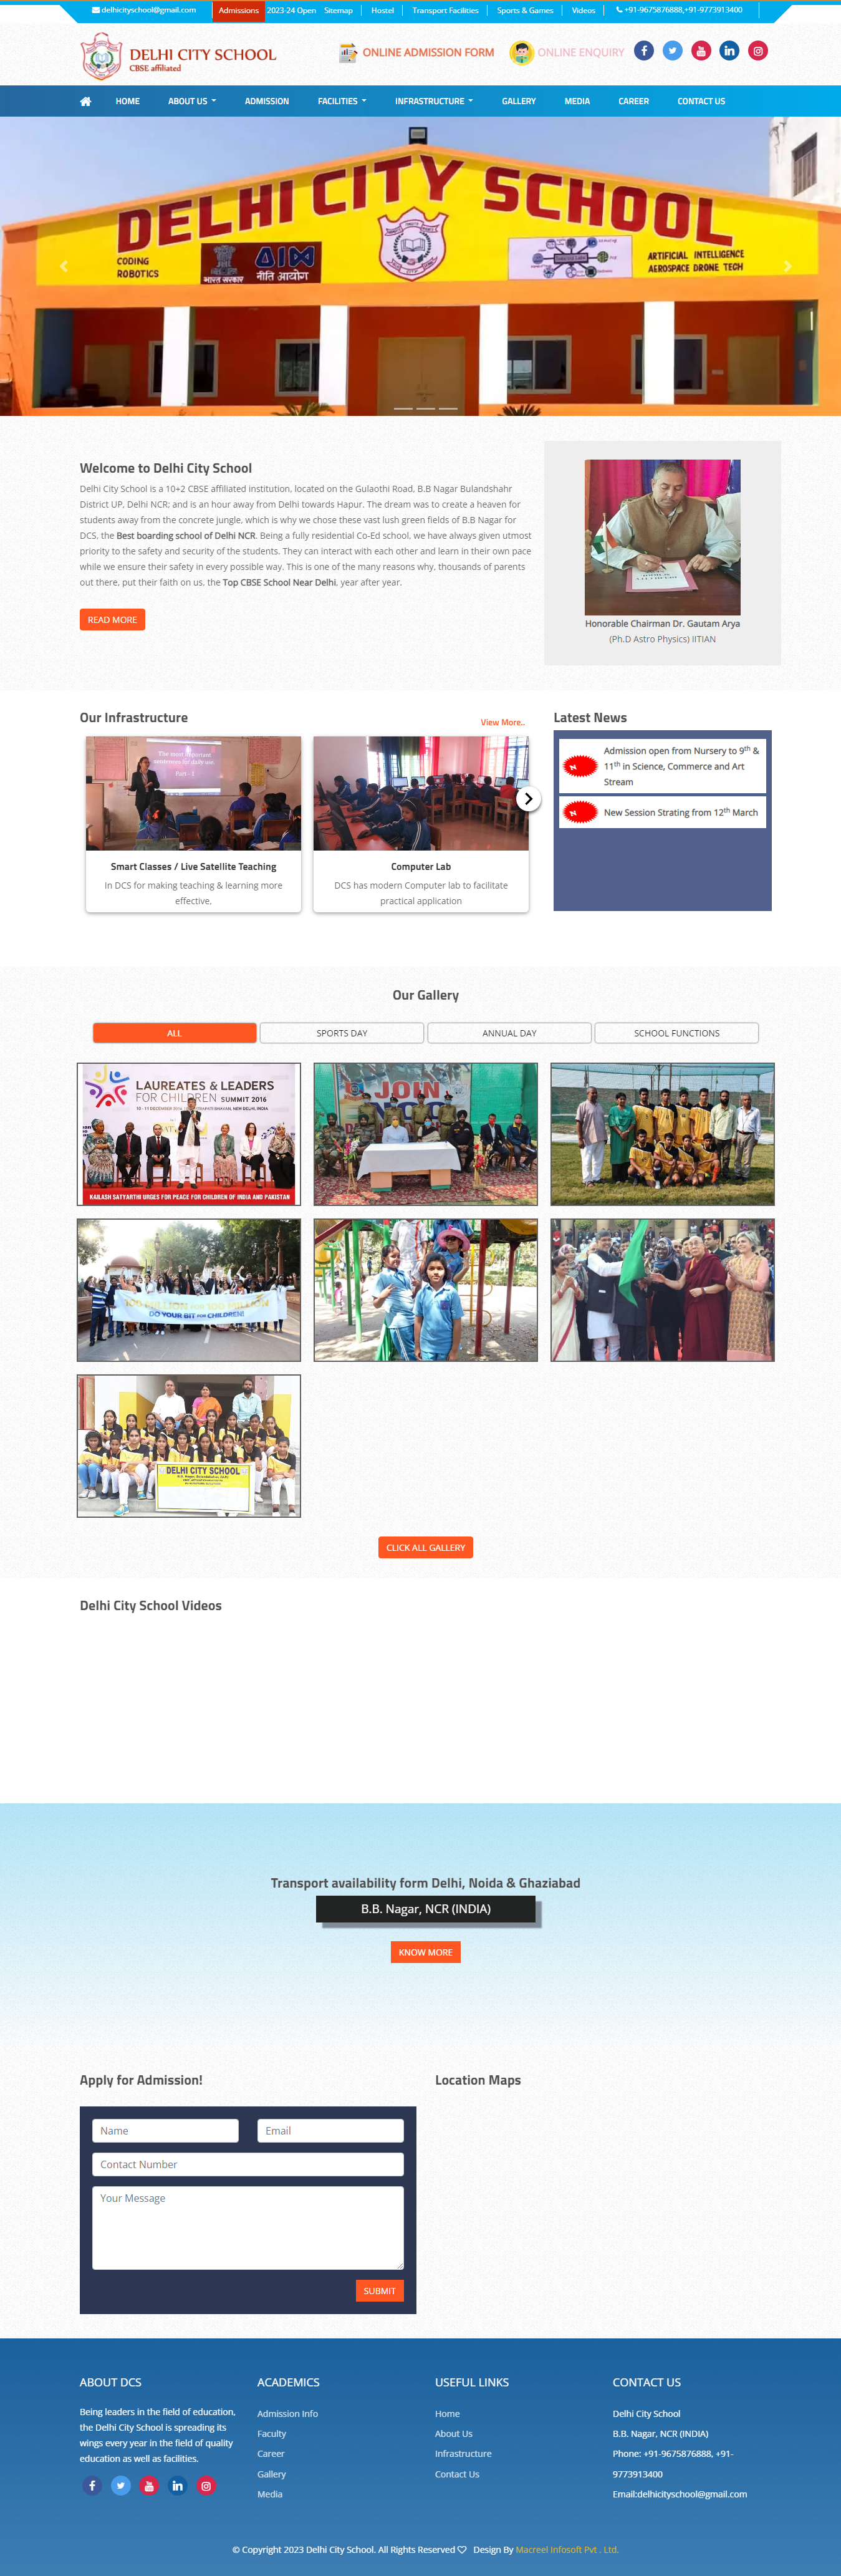 delhicityschool@gmail.com
Admissions 2023-24 Open
Sitemap
Hostel
Transport Facilities
Sports & Games
Videos
+91-9675876888,+91-9773913400
DELHI CITY SCHOOL
CBSE affiliated
ONLINE ADMISSION FORM
ONLINE ENQUIRY
HOME
ABOUT US
ADMISSION
FACILITIES
INFRASTRUCTURE
GALLERY
MEDIA
CAREER
CONTACT US
DELHI CITY SCHOOL
CODING
ROBOTICS
भारत सरकार
नीति आयोग
ARTIFICIAL INTELLIGENCE
AEROSPACE DRONE TECH
Welcome to Delhi City School
Delhi City School is a 10+2 CBSE affiliated institution, located on the Gulaothi Road, B.B Nagar Bulandshahr
District UP, Delhi NCR; and is an hour away from Delhi towards Hapur. The dream was to create a heaven for
students away from the concrete jungle, which is why we chose these vast lush green fields of B.B Nagar for
DCS, the Best boarding school of Delhi NCR. Being a fully residential Co-Ed school, we have always given utmost
priority to the safety and security of the students. They can interact with each other and learn in their own pace
while we ensure their safety in every possible way. This is one of the many reasons why, thousands of parents
out there, put their faith on us, the Top CBSE School Near Delhi, year after year.
READ MORE
Honorable Chairman Dr. Gautam Arya
(Ph.D Astro Physics) IITIAN
Our Infrastructure
View More..
The most important
sentences for daily use
Part -1
Smart Classes / Live Satellite Teaching
In DCS for making teaching & learning more
effective,
Computer Lab
DCS has modern Computer lab to facilitate
practical application
Latest News
Admission open from Nursery to 9th &
11th in Science, Commerce and Art
Stream
New Session Strating from 12th March
Our Gallery
ALL
SPORTS DAY
ANNUAL DAY
SCHOOL FUNCTIONS
LAUREATES & LEADERS
FOR CHILDREN SUMMIT 2016
KAILASH SATYARTHI URGES FOR PEACE FOR CHILDREN OF INDIA AND PAKISTAN
JOIN
NCC
DO YOUR BIT FOR CHILDREN!
DELHI CITY SCHOOL
CLICK ALL GALLERY
Delhi City School Videos
Transport availability form Delhi, Noida & Ghaziabad
B.B. Nagar, NCR (INDIA)
KNOW MORE
Apply for Admission!
Name
Email
Contact Number
Your Message
SUBMIT
Location Maps
ABOUT DCS
Being leaders in the field of education,
the Delhi City School is spreading its
wings every year in the field of quality
education as well as facilities.
ACADEMICS
Admission Info
Faculty
Career
Gallery
Media
USEFUL LINKS
Home
About Us
Infrastructure
Contact Us
CONTACT US
Delhi City School
B.B. Nagar, NCR (INDIA)
Phone: +91-9675876888, +91-
9773913400
Email:delhicityschool@gmail.com
© Copyright 2023 Delhi City School. All Rights Reserved
Design By Macreel Infosoft Pvt . Ltd.